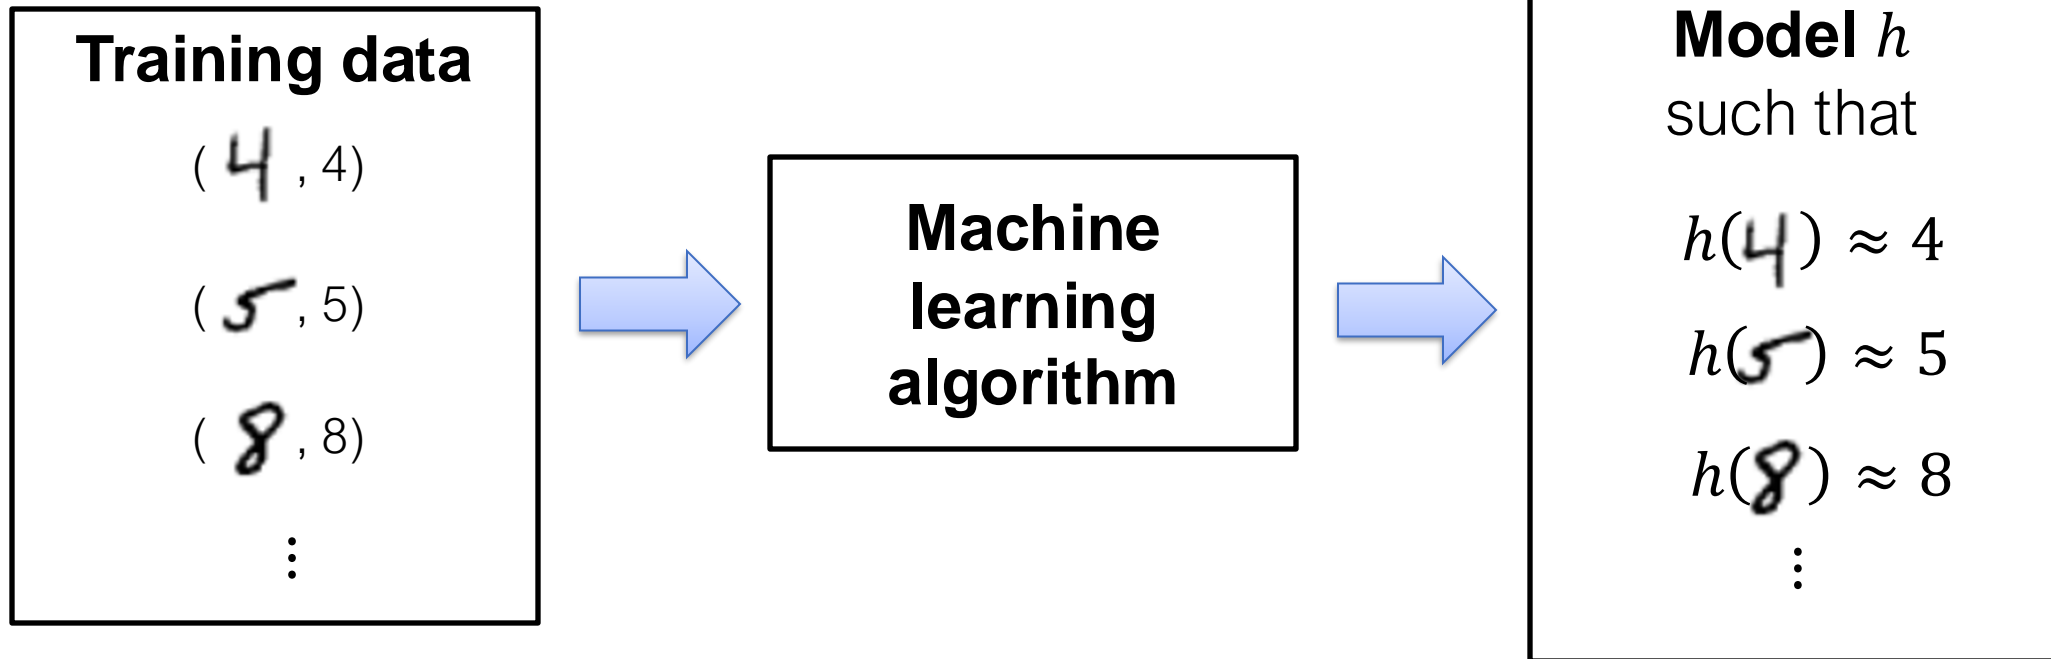 Training data
( 4 , 4)
( 5 , 5)
( 8 , 8)
⋮
Machine
learning
algorithm
Model h
such that
h(4) ≈ 4
h(5) ≈ 5
h(8) ≈ 8
⋮